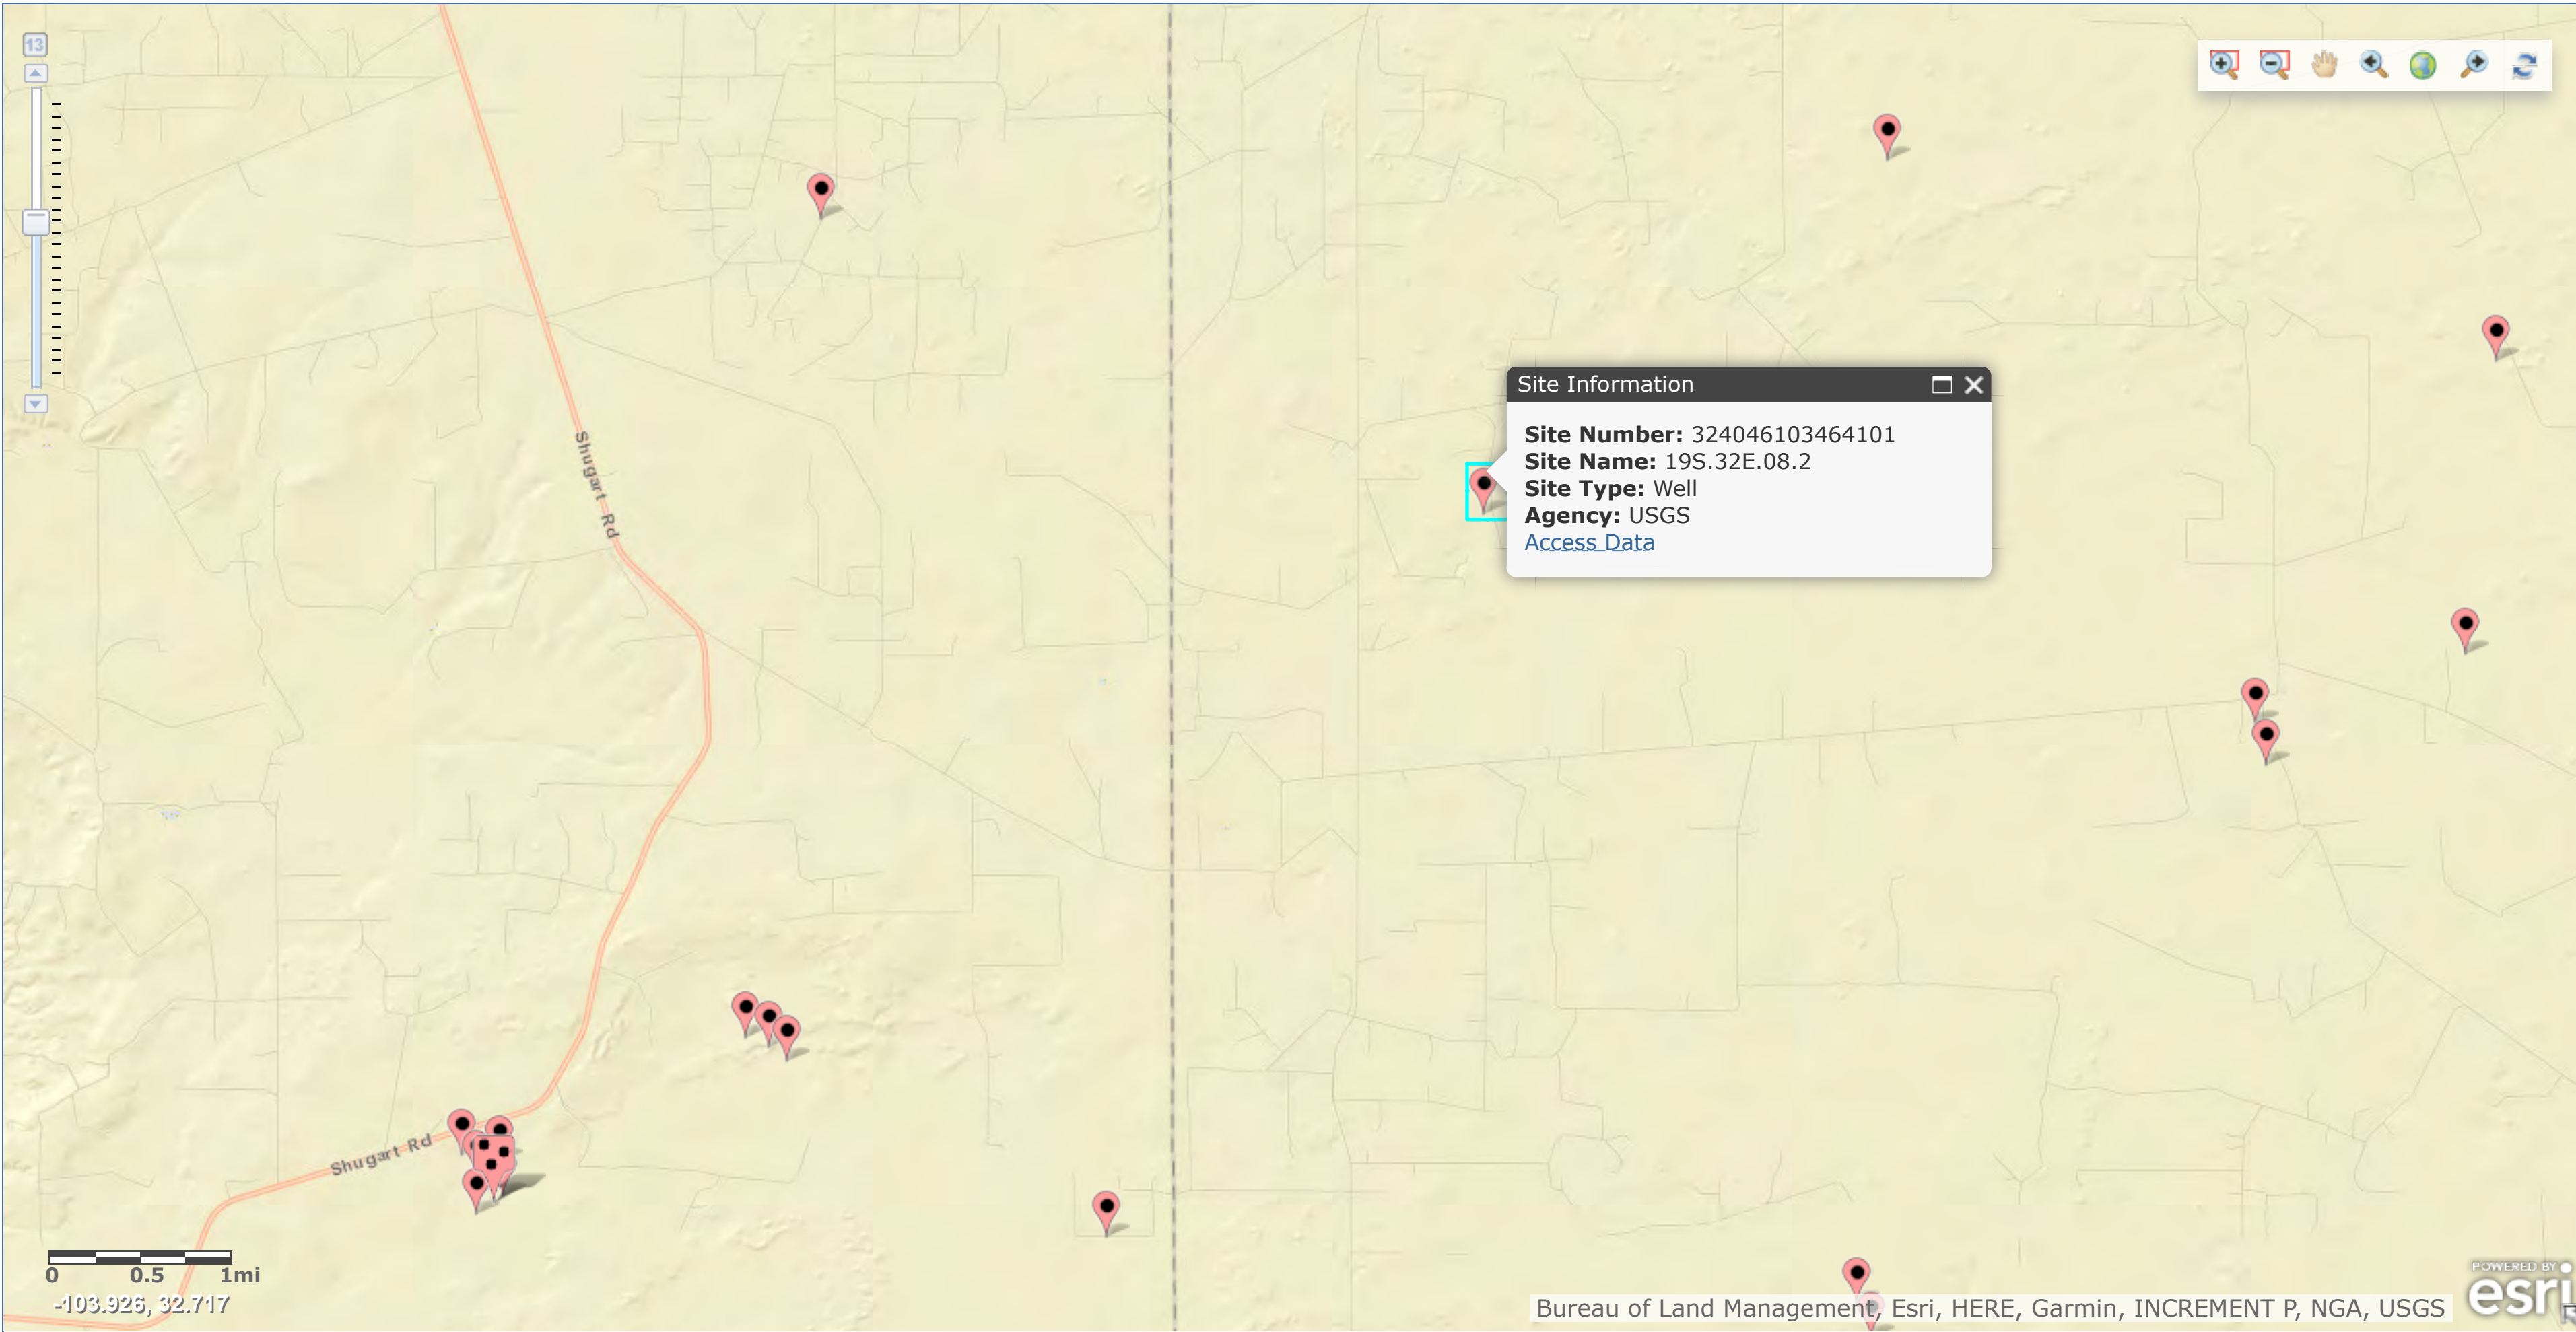 13
Shugart Rd
Site Information
Site Number: 324046103464101
Site Name: 19S.32E.08.2
Site Type: Well
Agency: USGS
Access Data
Shugart Rd
0 0.5 1mi
-103.926, 32.717
POWERED BY
esri
Bureau of Land Management, Esri, HERE, Garmin, INCREMENT P, NGA, USGS